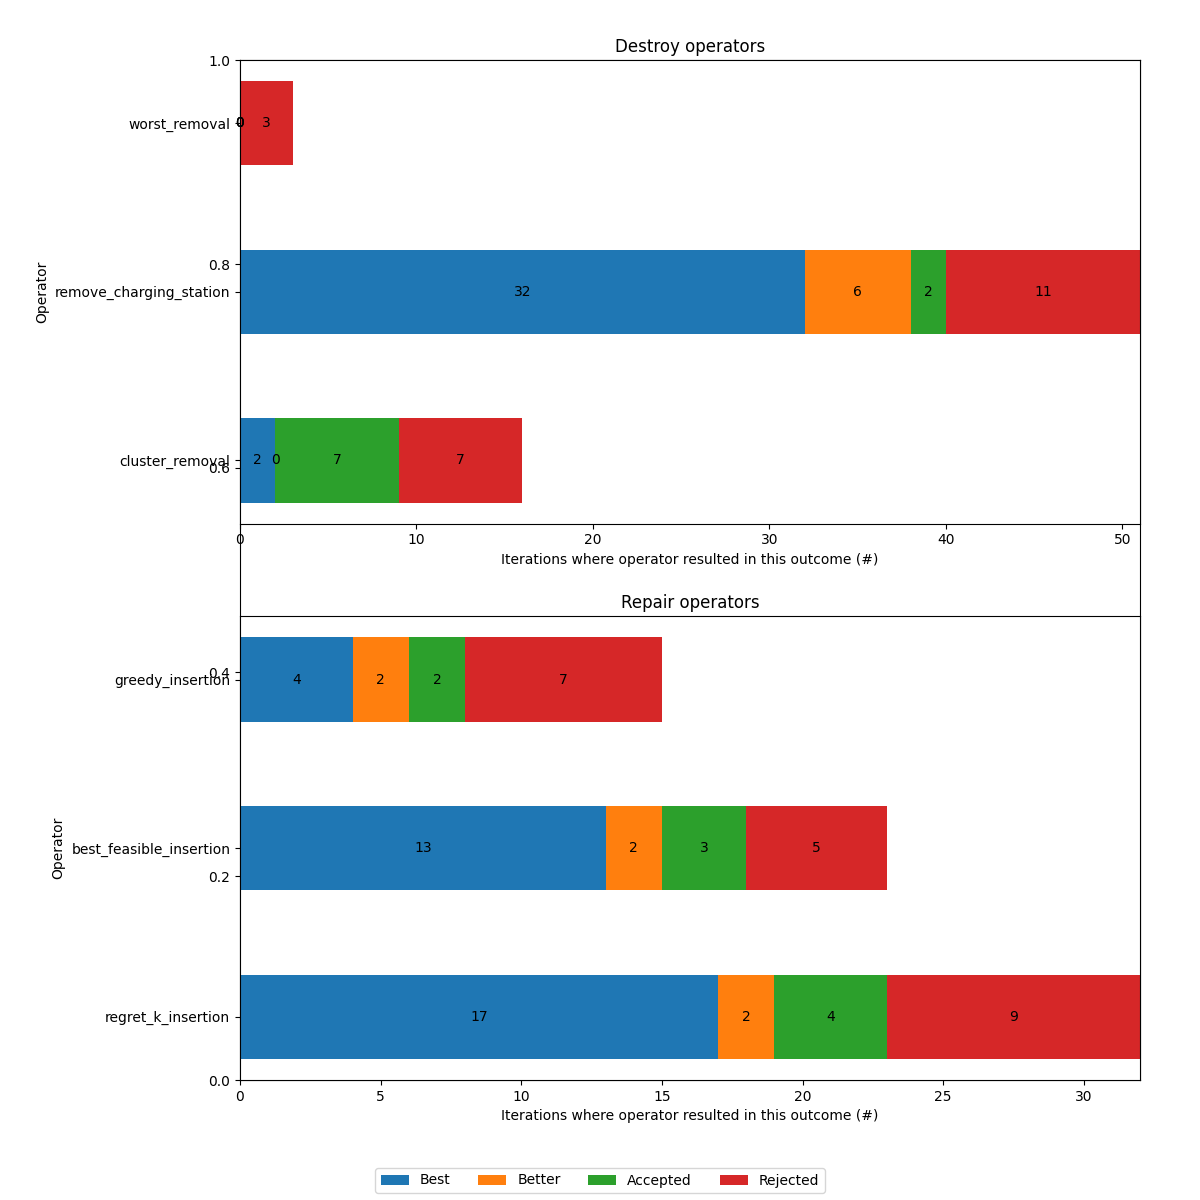 Destroy operators
1.0
worst_removal 0 3
0.8
Operator
remove_charging_station 32 6 2 11
cluster_removal 2 0 7 7
0.6
0 10 20 30 40 50
Iterations where operator resulted in this outcome (#)
Repair operators
0.4
greedy_insertion 4 2 2 7
Operator
best_feasible_insertion 13 2 3 5
0.2
regret_k_insertion 17 2 4 9
0.0
0 5 10 15 20 25 30
Iterations where operator resulted in this outcome (#)
Best Better Accepted Rejected